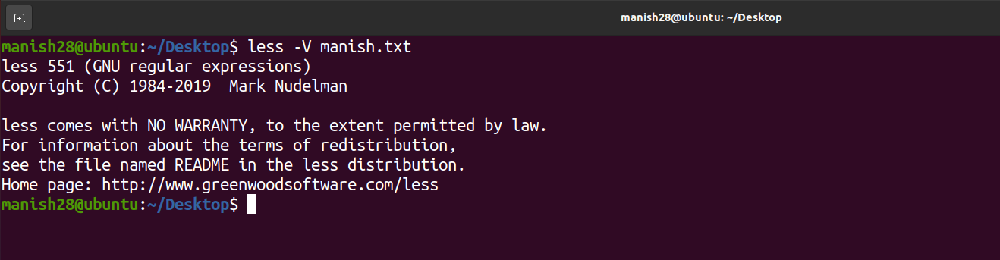 manish28@ubuntu: ~/Desktop
manish28@ubuntu:~/Desktop$ less -V manish.txt
less 551 (GNU regular expressions)
Copyright (C) 1984-2019  Mark Nudelman
less comes with NO WARRANTY, to the extent permitted by law.
For information about the terms of redistribution,
see the file named README in the less distribution.
Home page: http://www.greenwoodsoftware.com/less
manish28@ubuntu:~/Desktop$